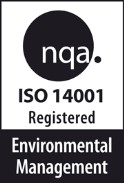 nqa.
ISO 14001
Registered
Environmental
Management